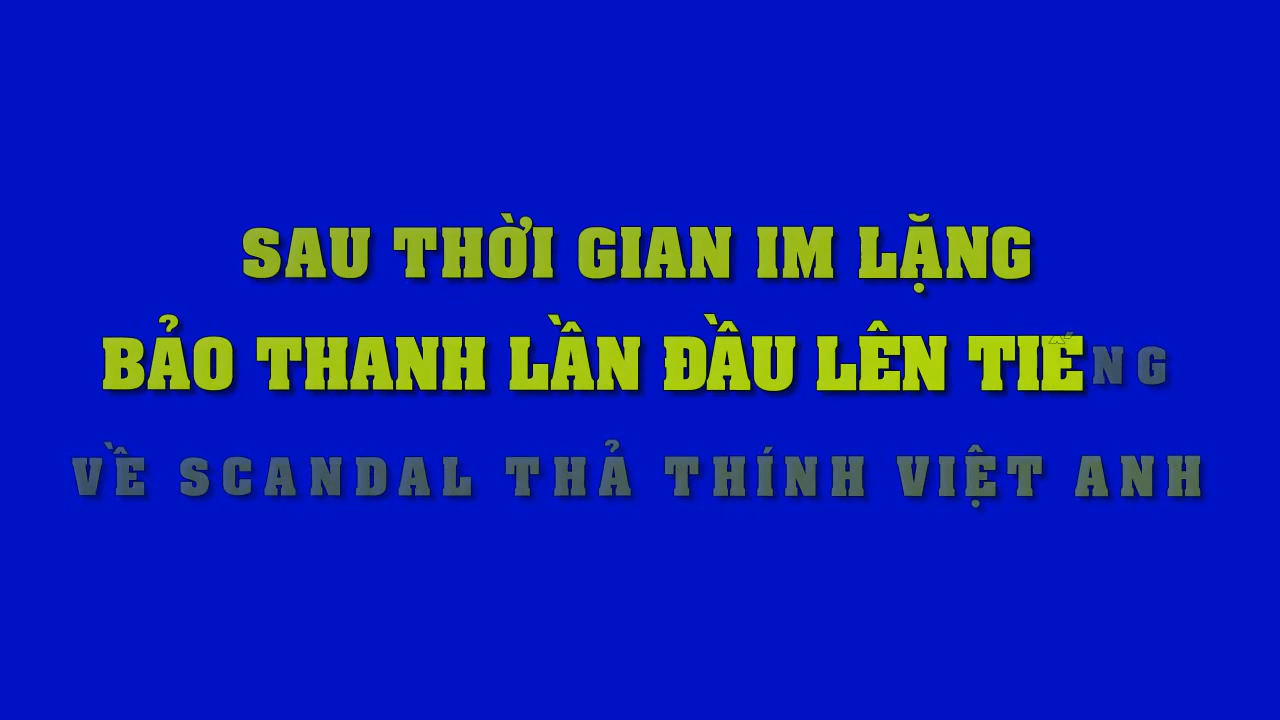 SAU THỜI GIAN IM LẶNG
BẢO THANH LẦN ĐẦU LÊN TIẾNG
VỀ SCANDAL THẢ THÍNH VIỆT ANH